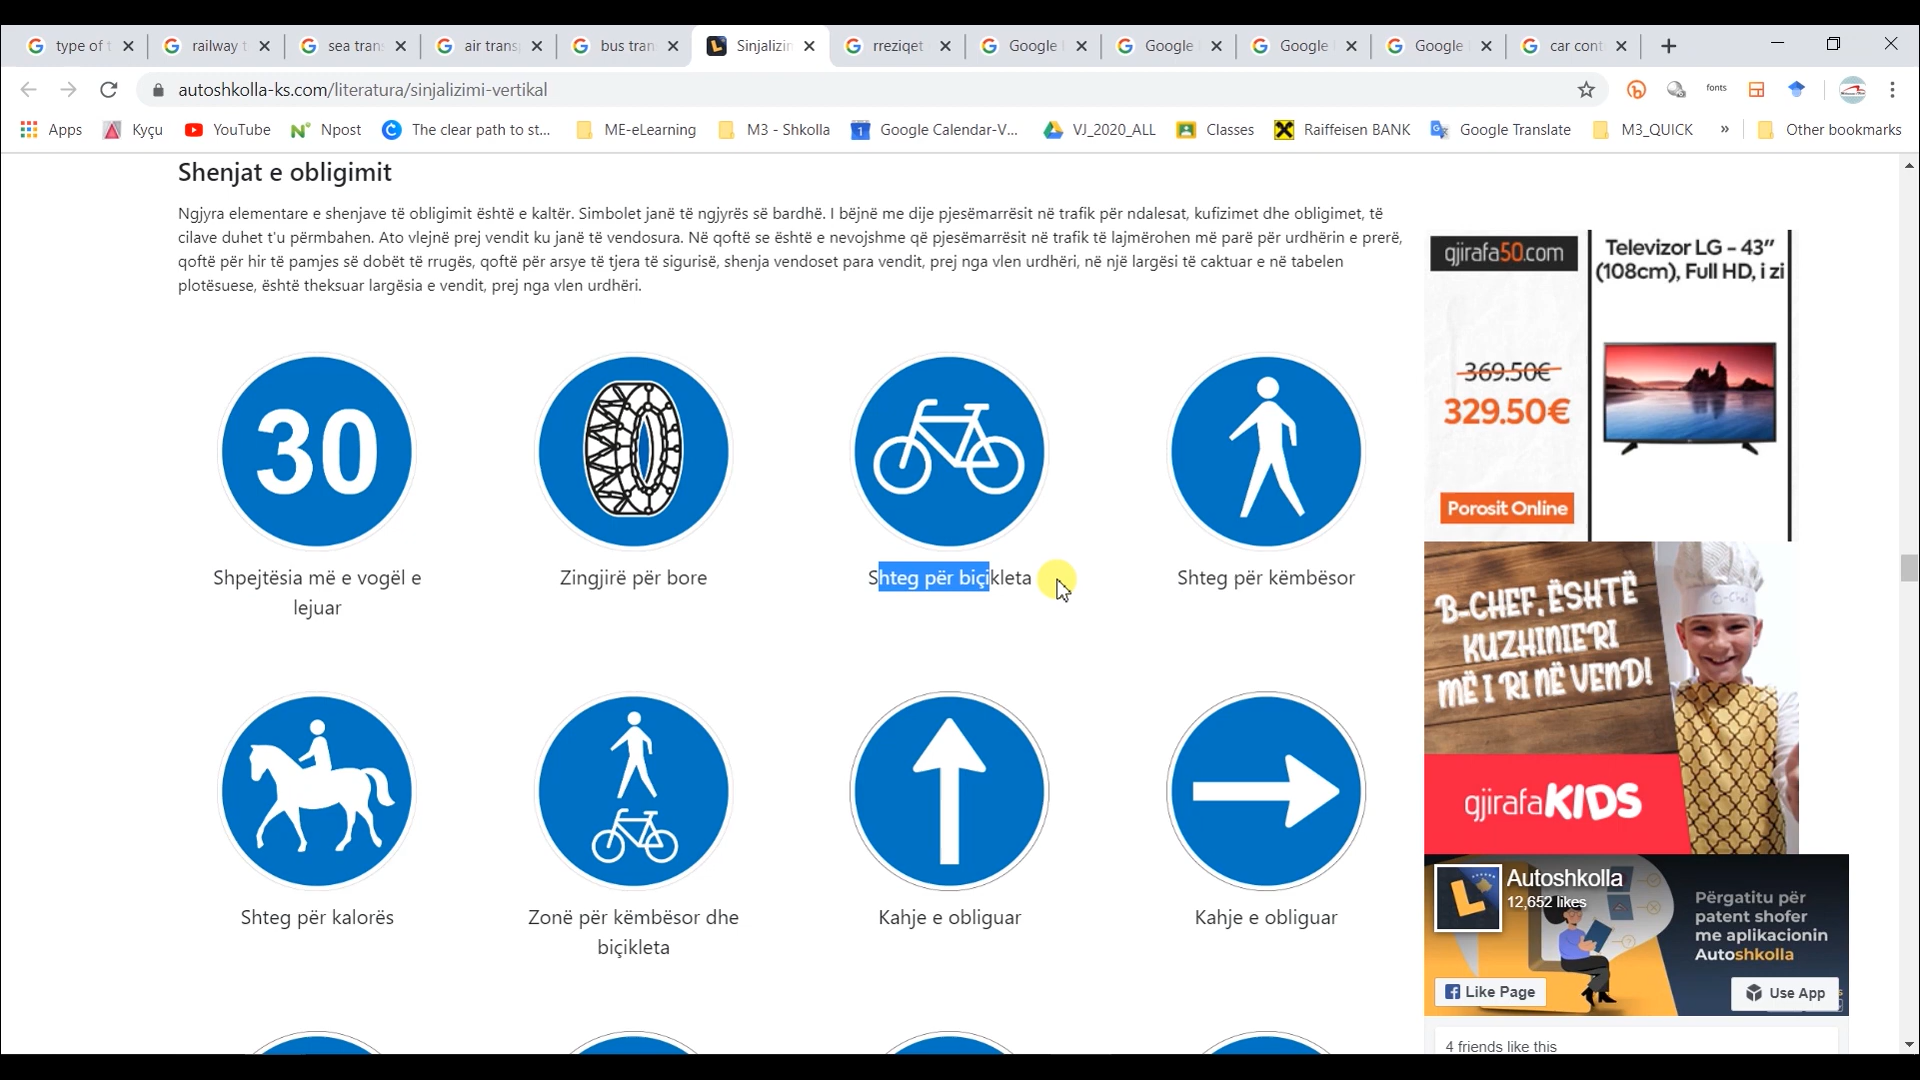 type of t
railway t
sea trans
air transp
bus trans
Sinjalizin
rreziqet
Google
Google
Google
Google
car cont
autoshkolla-ks.com/literatura/sinjalizimi-vertikal
fonts
Apps
Kyçu
YouTube
Npost
The clear path to st...
ME-eLearning
M3 - Shkolla
Google Calendar-V...
VJ_2020_ALL
Classes
Raiffeisen BANK
Google Translate
M3_QUICK
»
Other bookmarks
Shenjat e obligimit
Ngjyra elementare e shenjave të obligimit është e kaltër. Simbolet janë të ngjyrës së bardhë. I bëjnë me dije pjesëmarrësit në trafik për ndalesat, kufizimet dhe obligimet, të
cilave duhet t'u përmbahen. Ato vlejnë prej vendit ku janë të vendosura. Në qoftë se është e nevojshme që pjesëmarrësit në trafik të lajmërohen më parë për urdhërin e prerë,
qoftë për hir të pamjes së dobët të rrugës, qoftë për arsye të tjera të sigurisë, shenja vendoset para vendit, prej nga vlen urdhëri, në një largësi të caktuar e në tabelen
plotësuese, është theksuar largësia e vendit, prej nga vlen urdhëri.
30
Shpejtësia më e vogël e
lejuar
Zingjirë për bore
Shteg për biçikleta
Shteg për këmbësor
Shteg për kalorës
Zonë për këmbësor dhe
biçikleta
Kahje e obliguar
Kahje e obliguar
gjirafa50.com
Televizor LG - 43"
(108cm), Full HD, i zi
369.50€
329.50€
Porosit Online
B-CHEF, ËSHTË
KUZHINIERI
MË I RI NË VEND!
B-Chef
gjirafaKIDS
Autoshkolla
12,652 likes
Përgatitu për
patent shofer
me aplikacionin
Autoshkolla
Like Page
Use App
4 friends like this